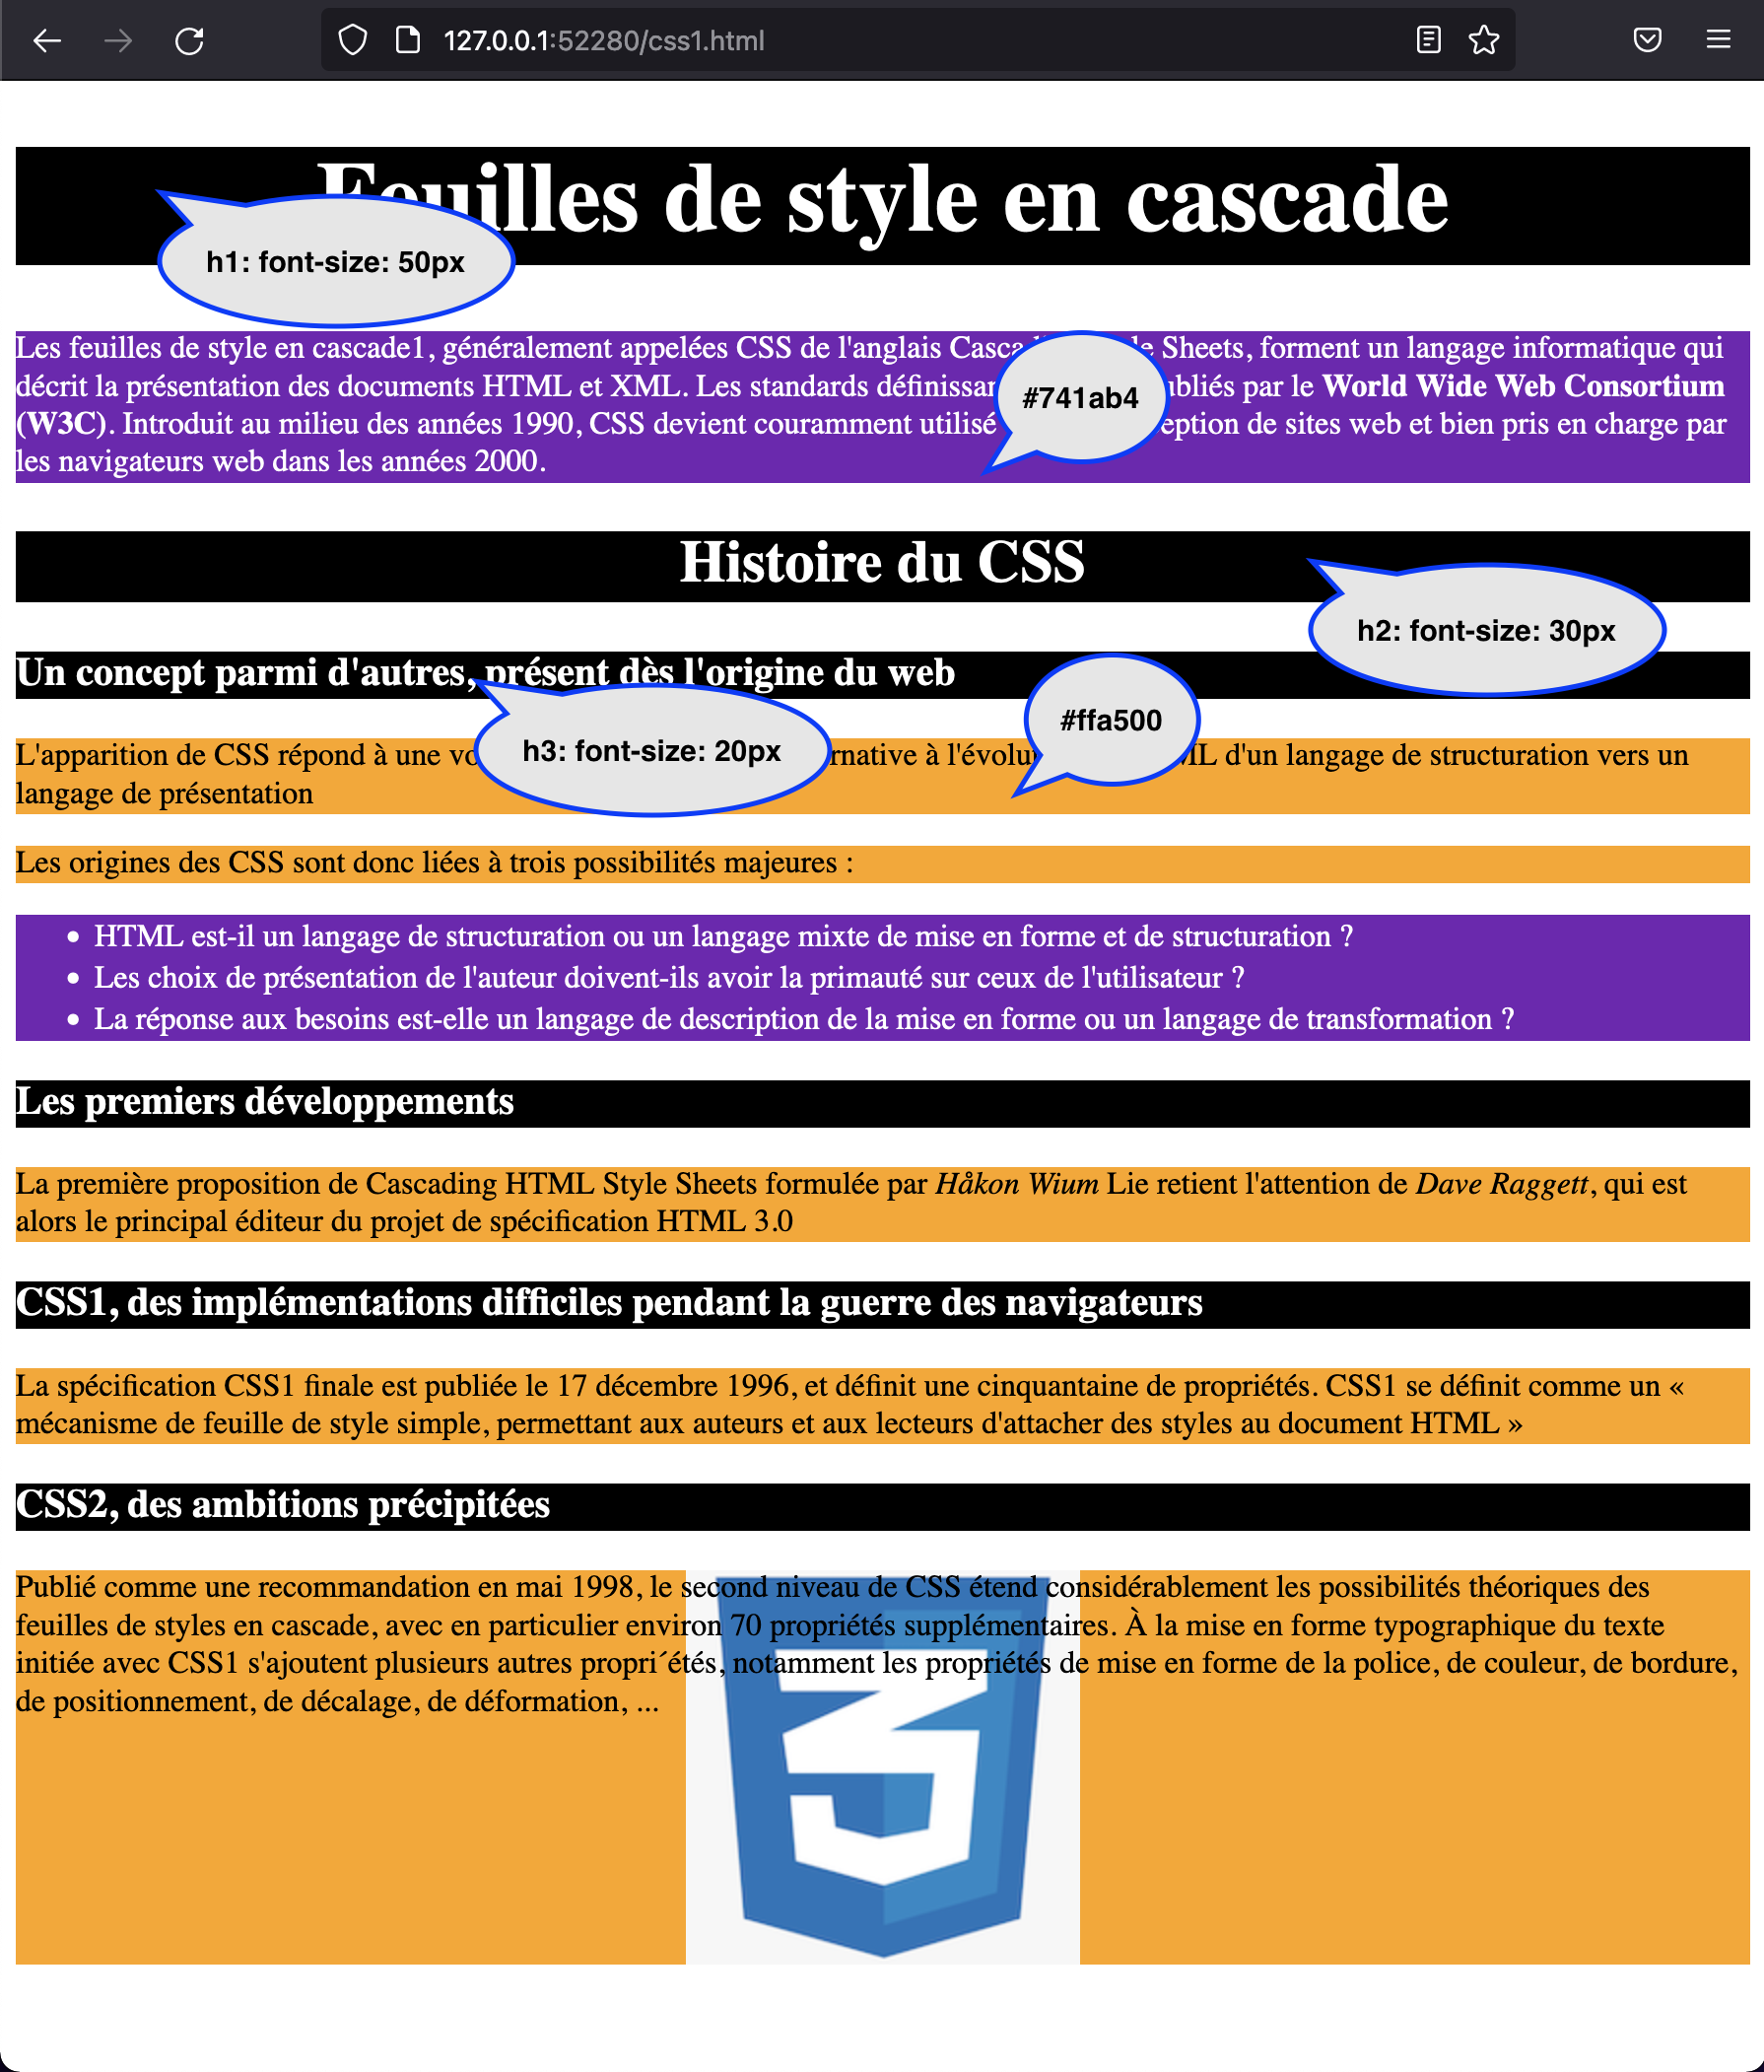 127.0.0.1:52280/css1.html
Feuilles de style en cascade
h1: font-size: 50px
Les feuilles de style en cascade1, généralement appelées CSS de l'anglais Sheets, forment un langage informatique qui
décrit la présentation des documents HTML et XML. Les standards par le World Wide Web Consortium
#741ab4
(W3C). Introduit au milieu des années 1990, CSS devient couramment utilisé de sites web et bien pris en charge par
les navigateurs web dans les années 2000.
Histoire du CSS
h2: font-size: 30px
Un concept parmi d'autres, présent dès l'origine du web
#ffa500
h3: font-size: 20px
L'apparition de CSS répond à une à d'un langage de structuration vers un
langage de présentation
Les origines des CSS sont donc liées à trois possibilités majeures :
• HTML est-il un langage de structuration ou un langage mixte de mise en forme et de structuration ?
• Les choix de présentation de l'auteur doivent-ils avoir la primauté sur ceux de l'utilisateur ?
• La réponse aux besoins est-elle un langage de description de la mise en forme ou un langage de transformation ?
Les premiers développements
La première proposition de Cascading HTML Style Sheets formulée par Håkon Wium Lie retient l'attention de Dave Raggett, qui est
alors le principal éditeur du projet de spécification HTML 3.0
CSS1, des implémentations difficiles pendant la guerre des navigateurs
La spécification CSS1 finale est publiée le 17 décembre 1996, et définit une cinquantaine de propriétés. CSS1 se définit comme un «
mécanisme de feuille de style simple, permettant aux auteurs et aux lecteurs d'attacher des styles au document HTML »
CSS2, des ambitions précipitées
Publié comme une recommandation en mai 1998, le second niveau de CSS étend considérablement les possibilités théoriques des
feuilles de styles en cascade, avec en particulier environ 70 propriétés supplémentaires. À la mise en forme typographique du texte
initiée avec CSS1 s'ajoutent plusieurs autres propri´étés, notamment les propriétés de mise en forme de la police, de couleur, de bordure,
de positionnement, de décalage, de déformation, ...